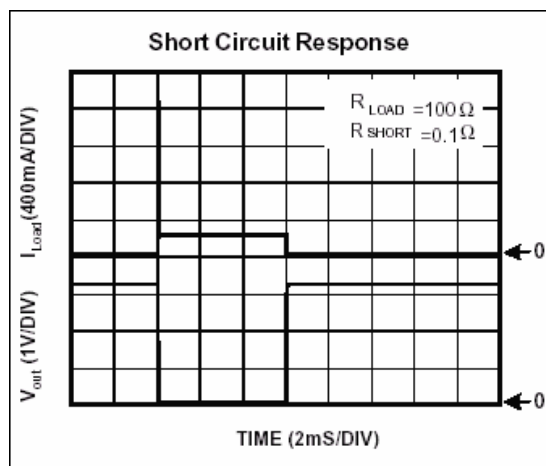 Short Circuit Response
R LOAD =100Ω
R SHORT =0.1Ω
I Load (400mA/DIV)
0
V out (1V/DIV)
0
TIME (2mS/DIV)